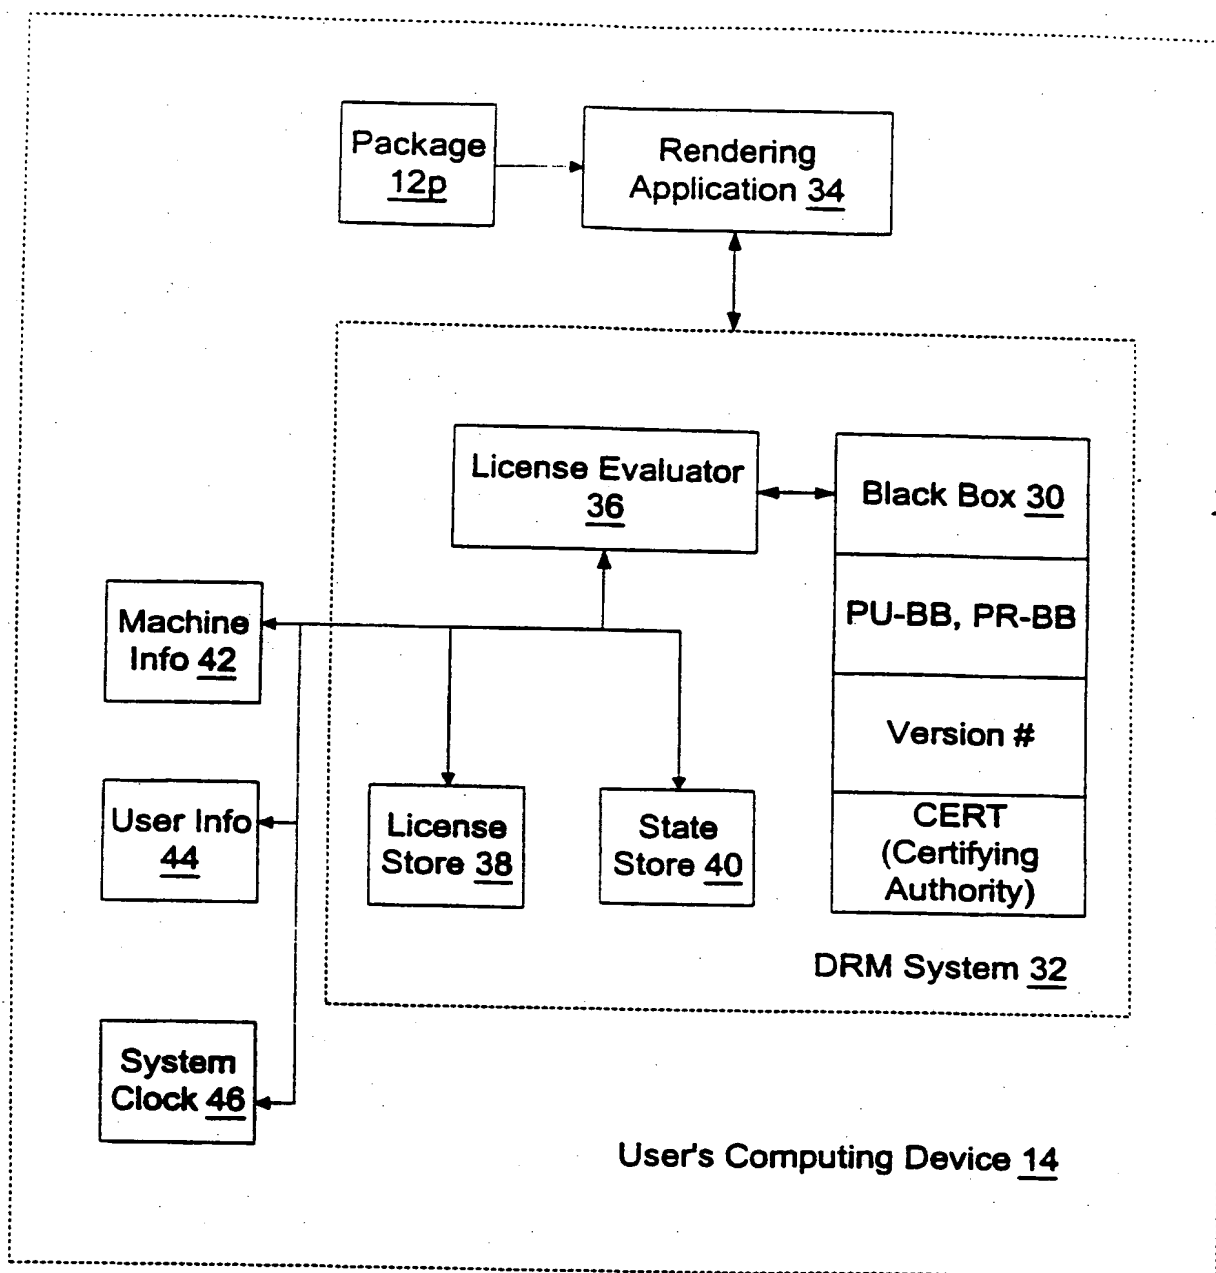 Package
12p
Rendering
Application 34
License Evaluator
36
Black Box 30
PU-BB, PR-BB
Version #
CERT
(Certifying
Authority)
Machine
Info 42
User Info
44
System
Clock 46
License
Store 38
State
Store 40
DRM System 32
User's Computing Device 14